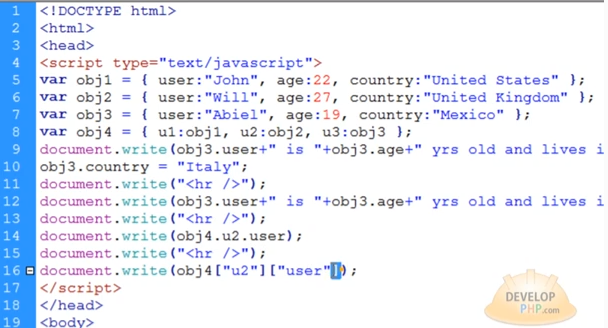 1 <!DOCTYPE html>
2 <html>
3 <head>
4 <script type="text/javascript">
5 var obj1 = { user:"John", age:22, country:"United States" };
6 var obj2 = { user:"Will", age:27, country:"United Kingdom" };
7 var obj3 = { user:"Abiel", age:19, country:"Mexico" };
8 var obj4 = { u1:obj1, u2:obj2, u3:obj3 };
9 document.write(obj3.user+" is "+obj3.age+" yrs old and lives i
10 obj3.country = "Italy";
11 document.write("<hr />");
12 document.write(obj3.user+" is "+obj3.age+" yrs old and lives i
13 document.write("<hr />");
14 document.write(obj4.u2.user);
15 document.write("<hr />");
16 document.write(obj4["u2"]["user"]);
17 </script>
18 </head>
19 <body>
DEVELOP
PHP.com